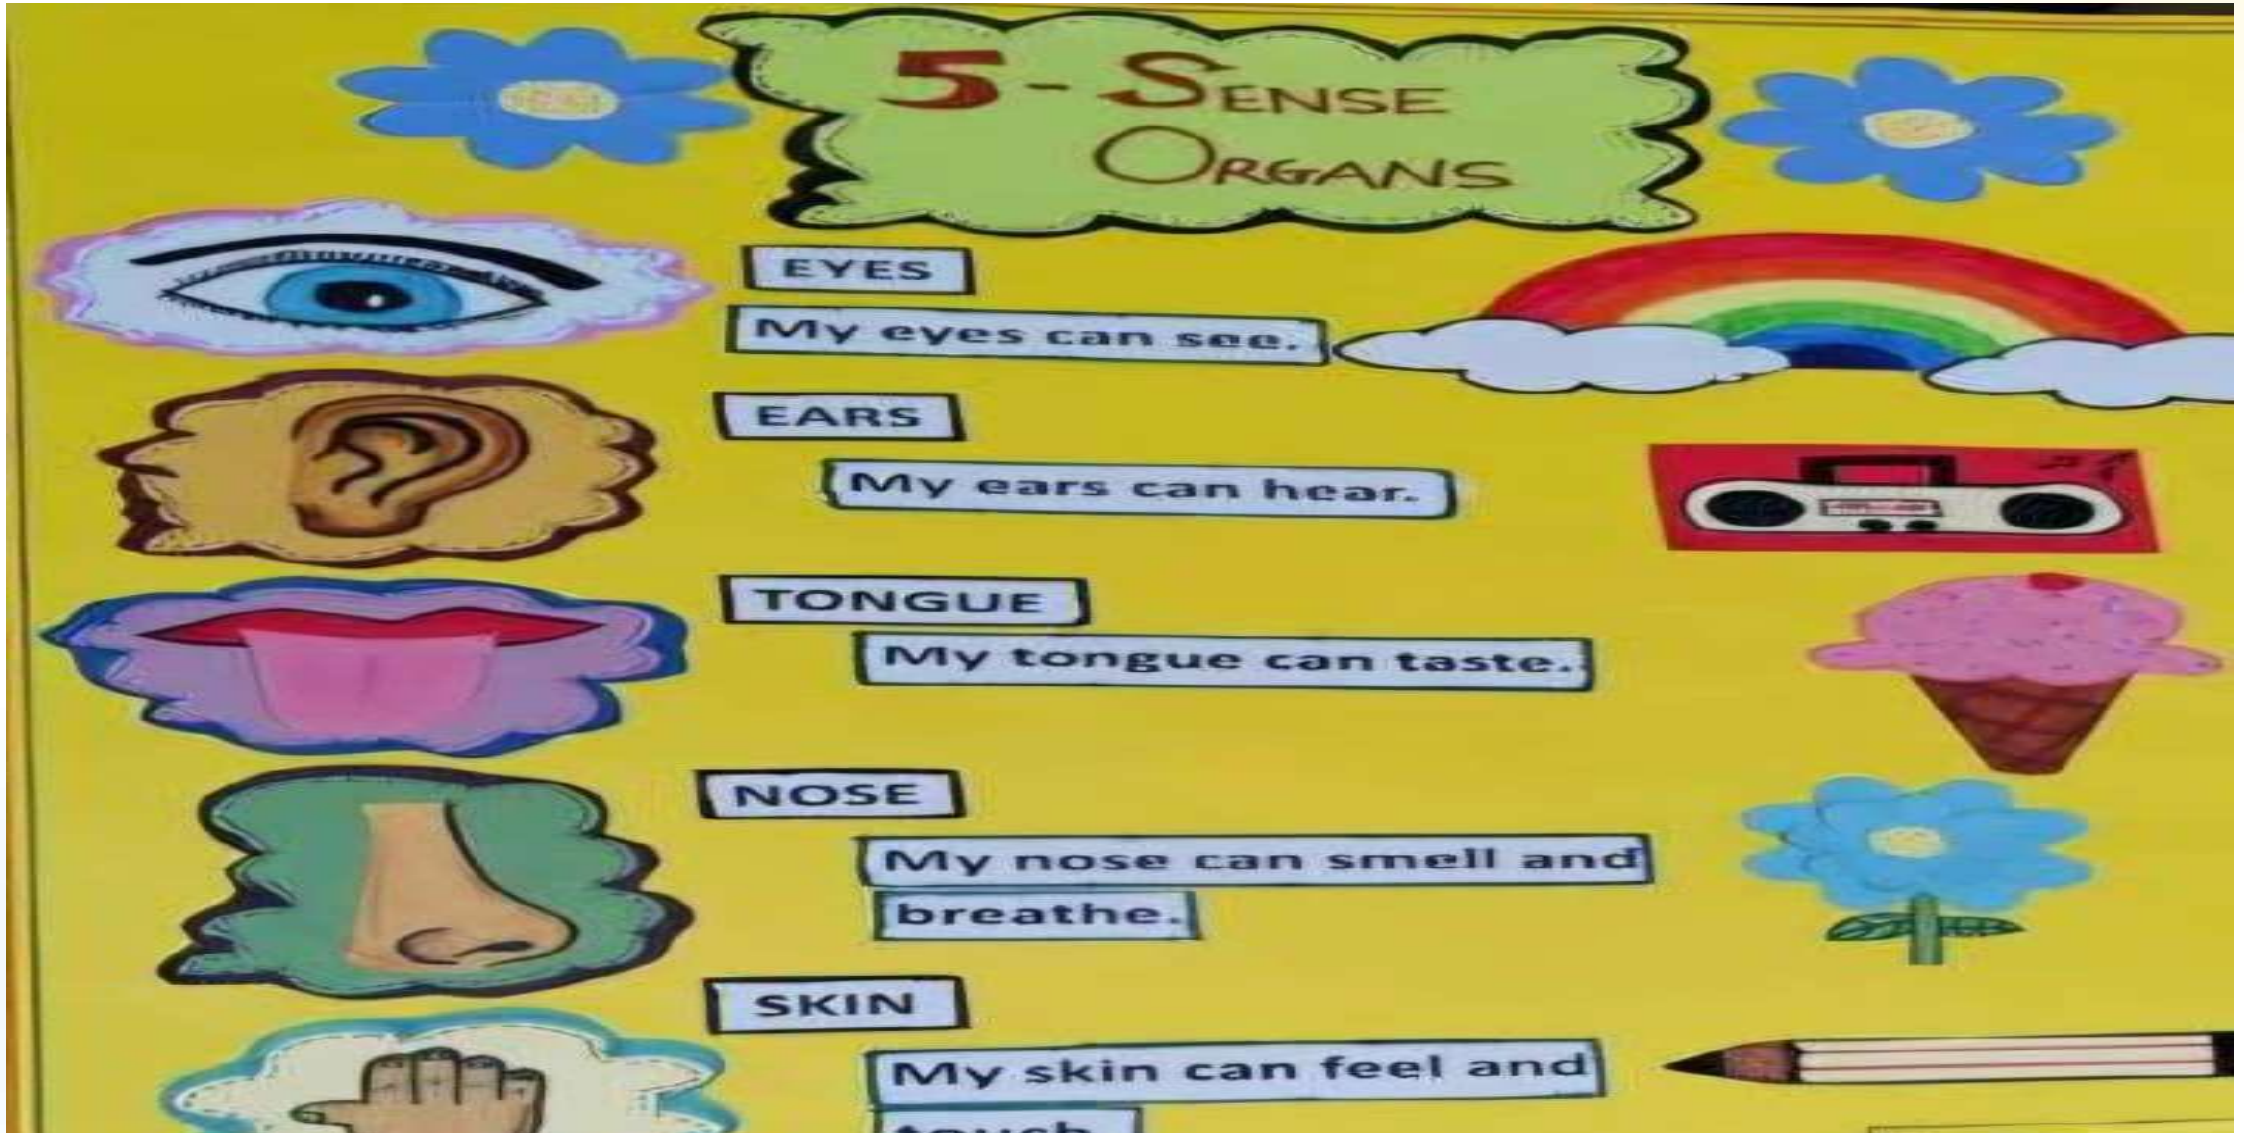 5 - SENSE
ORGANS
EYES
My eyes can see.
EARS
My ears can hear.
TONGUE
My tongue can taste.
NOSE
My nose can smell and
breathe.
SKIN
My skin can feel and
touch